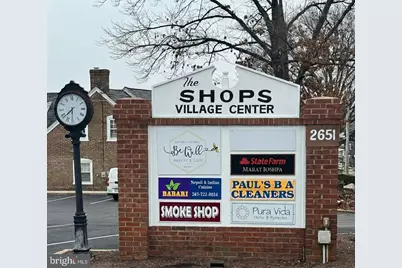 The
SHOPS
VILLAGE CENTER
2651
Be Well
State Farm
MARAT IOSHPA
BABARI
Nepali & Indian
Cuisine
PAUL'S B A
CLEANERS
SMOKE SHOP
Pura Vida
bright MLS